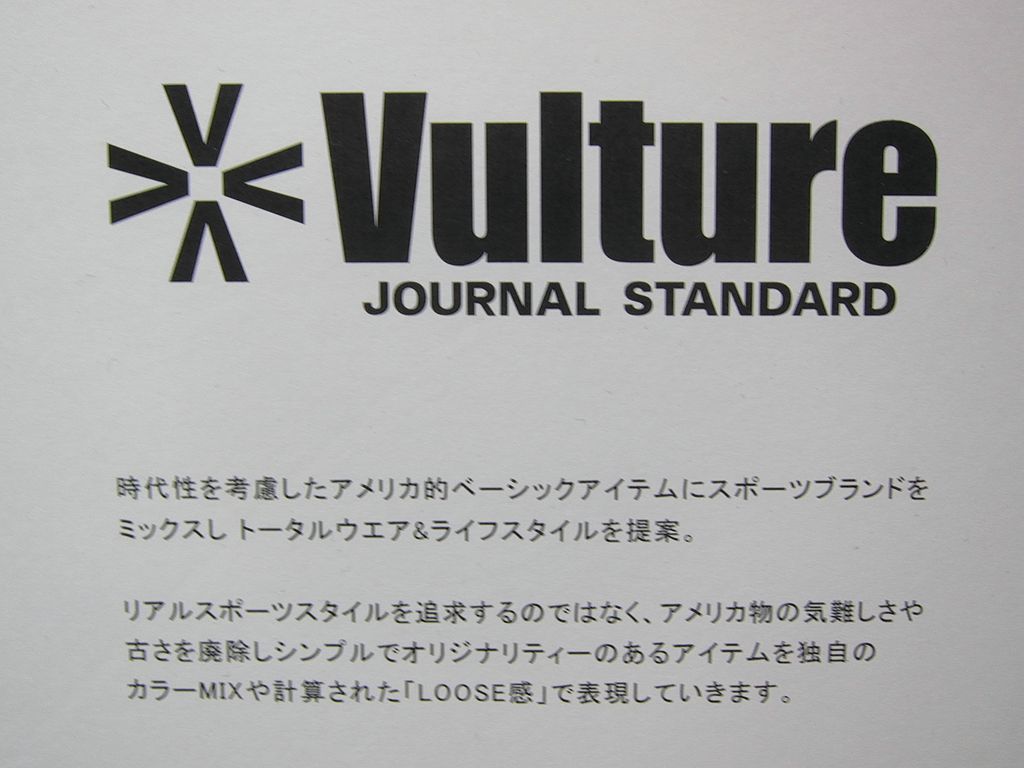 Vulture
JOURNAL STANDARD
時代性を考慮したアメリカ的ベーシックアイテムにスポーツブランドを
ミックスし トータルウエア&ライフスタイルを提案。
リアルスポーツスタイルを追求するのではなく、アメリカ物の気難しさや
古さを廃除しシンプルでオリジナリティーのあるアイテムを独自の
カラーMIXや計算された「LOOSE感」で表現していきます。